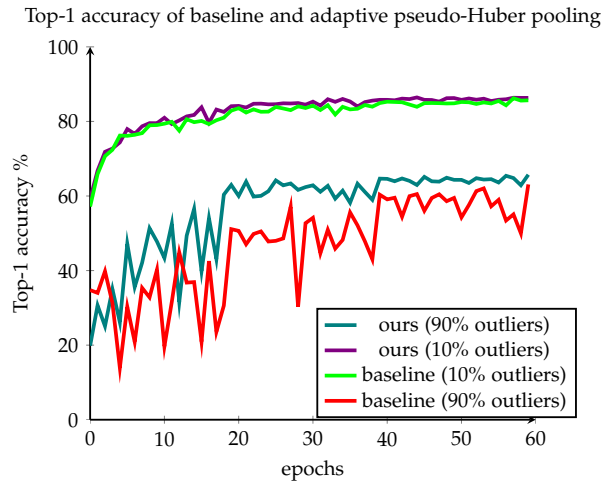 Top-1 accuracy of baseline and adaptive pseudo-Huber pooling
100
80
60
40
20
0
Top-1 accuracy %
ours (90% outliers)
ours (10% outliers)
baseline (10% outliers)
baseline (90% outliers)
0 10 20 30 40 50 60
epochs